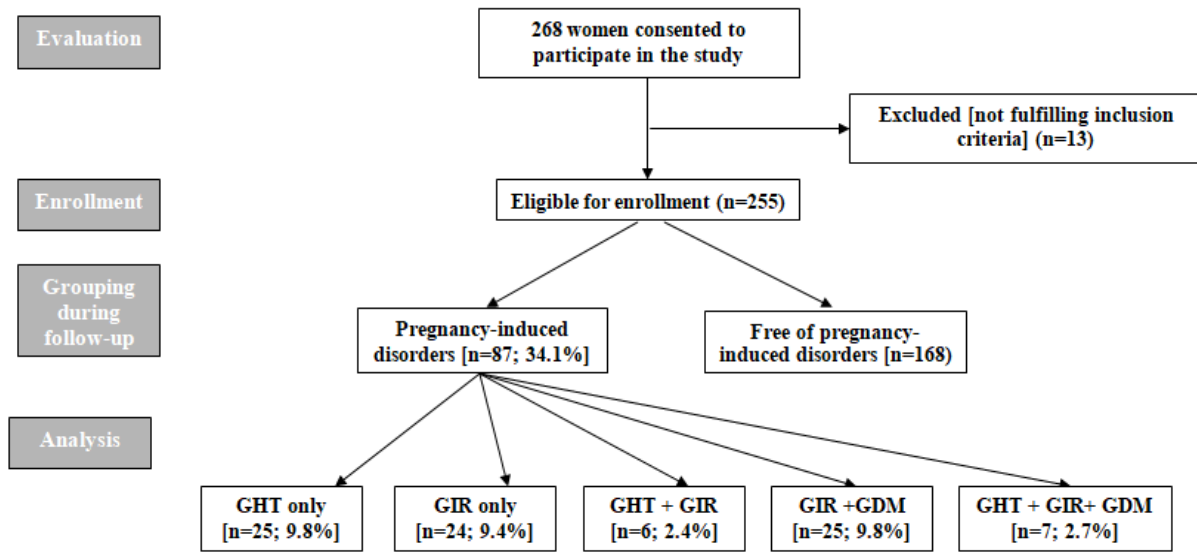 Evaluation
268 women consented to
participate in the study
Excluded [not fulfilling inclusion
criteria] (n=13)
Enrollment
Eligible for enrollment (n=255)
Grouping
during
follow-up
Pregnancy-induced
disorders [n=87; 34.1%]
Free of pregnancy-
induced disorders [n=168)
Analysis
GHT only
[n=25; 9.8%]
GIR only
[n=24; 9.4%]
GHT + GIR
[n=6; 2.4%]
GIR +GDM
[n=25; 9.8%]
GHT + GIR+ GDM
[n=7; 2.7%]